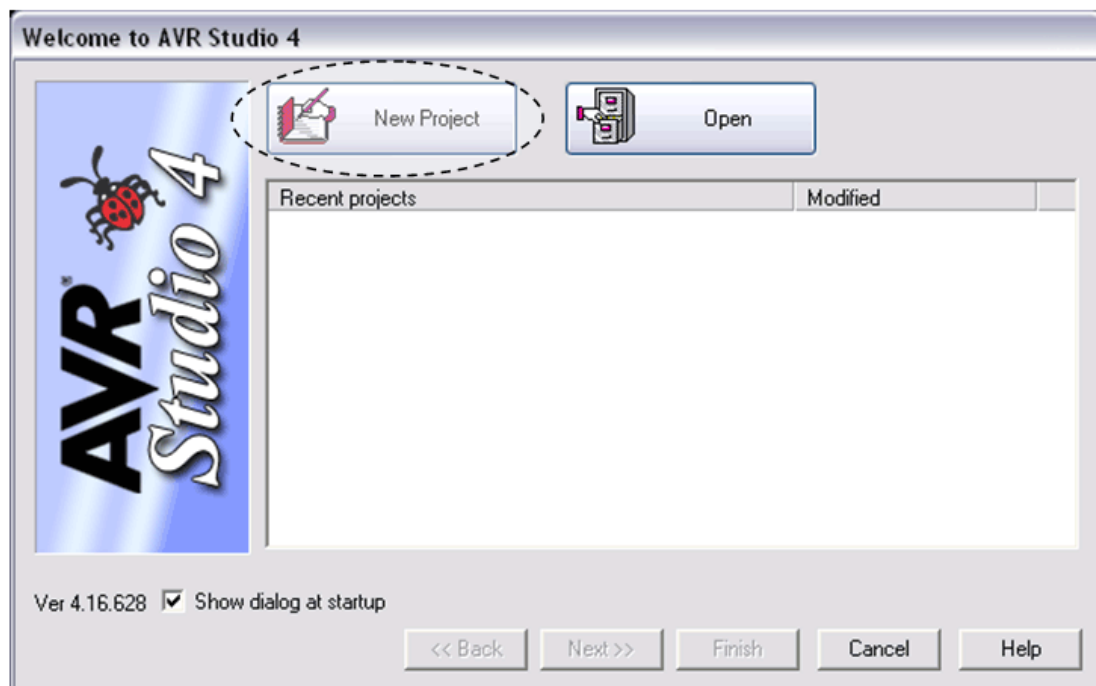 Welcome to AVR Studio 4
New Project
Open
AVR®
Studio 4
Recent projects
Modified
Ver 4.16.628
Show dialog at startup
<< Back
Next >>
Finish
Cancel
Help